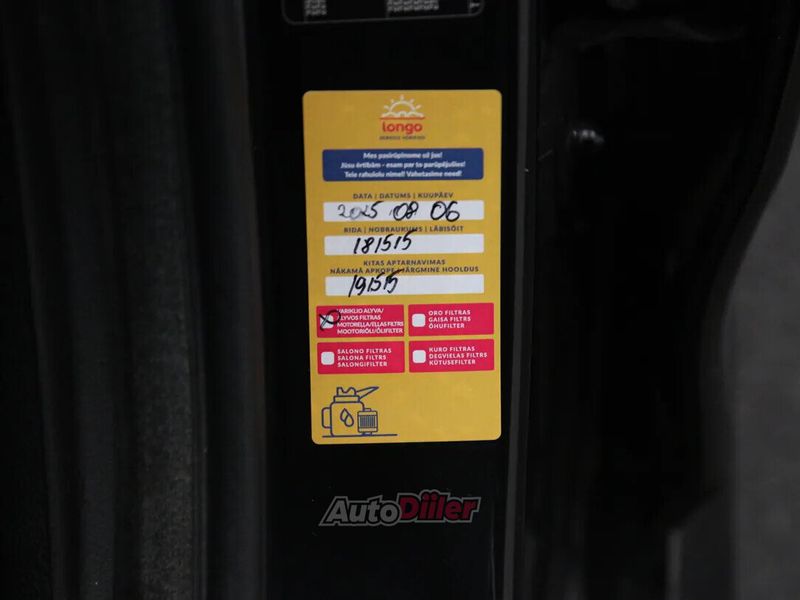 longo
Mes pasirūpinome už jus!
Jūsu ērtībām - esam par to parūpējušies!
Teie rahulolu nimel! Vahetasime need!
DATA | DATUMS | KUUPÄEV
2025 08 06
RIDA | NOBRAUKUMS | LÄBISÕIT
181515
KITAS APTARNAVIMAS
NĀKAMĀ APKOPE | JÄRGMINE HOOLDUS
191515
VARIKLIO ALYVA/
ALYVOS FILTRAS
MOTOREĻĻA/EĻĻAS FILTRS
MOOTORIÕLI/ÕLIFILTER
ORO FILTRAS
GAISA FILTRS
ÕHUFILTER
SALONO FILTRAS
SALONA FILTRS
SALONGIFILTER
KURO FILTRAS
DEGVIELAS FILTRS
KÜTUSEFILTER
AutoDiiler